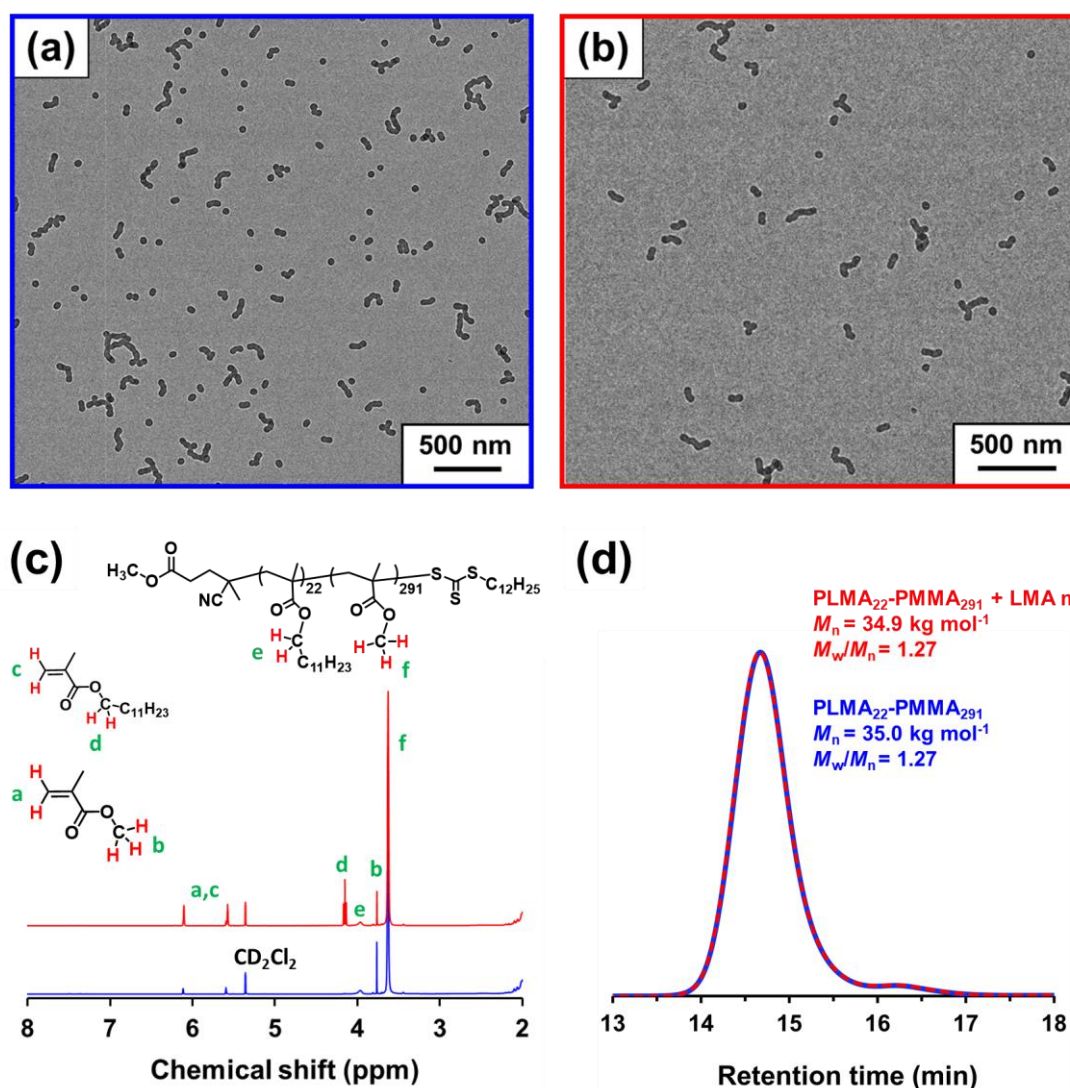 (a)
500 nm
(b)
500 nm
(c)
H₃C O O NC 22 O O H H C₁₁H₂₃ e 291 O O C H H H f S S S C₁₂H₂₅
c H H O O C₁₁H₂₃ H H d
a H H O O C H H H b
f
d
b
a,c
e
CD₂Cl₂
8 7 6 5 4 3 2
Chemical shift (ppm)
(d)
PLMA₂₂-PMMA₂₉₁ + LMA n
Mn = 34.9 kg mol⁻¹
Mw/Mn = 1.27
PLMA₂₂-PMMA₂₉₁
Mn = 35.0 kg mol⁻¹
Mw/Mn = 1.27
13 14 15 16 17 18
Retention time (min)